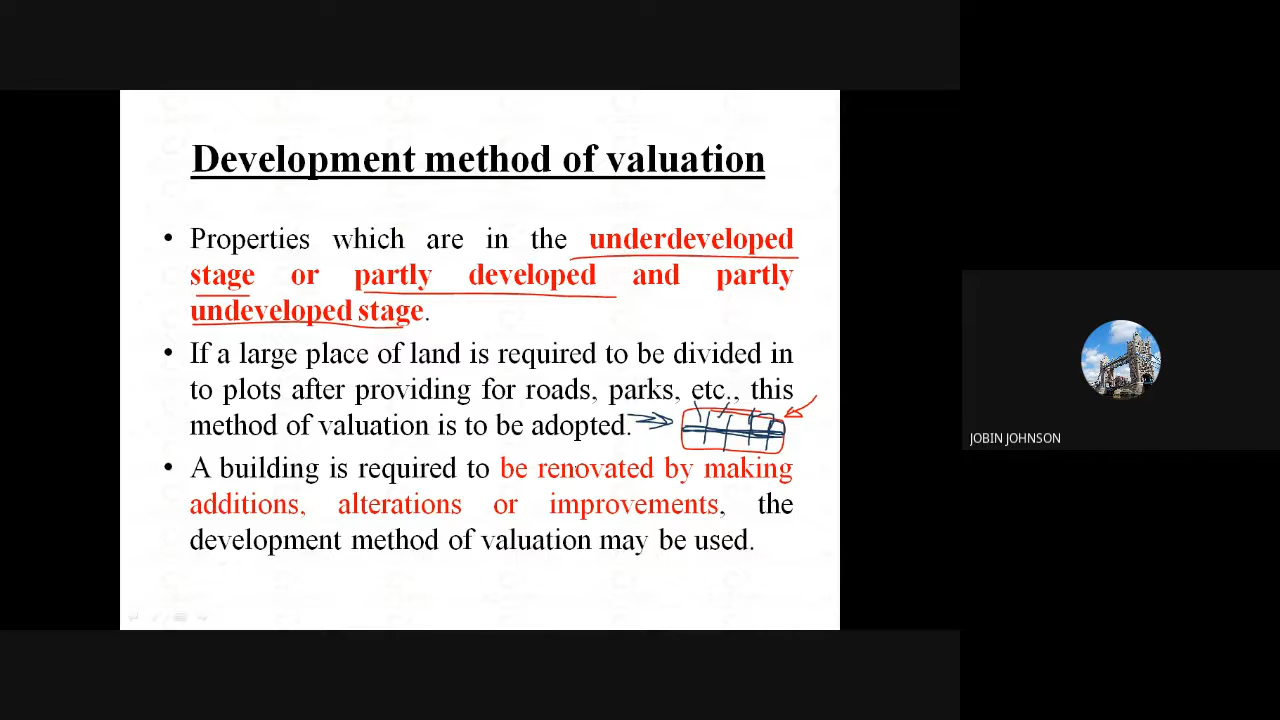 Development method of valuation
• Properties which are in the underdeveloped
stage or partly developed and partly
undeveloped stage.
• If a large place of land is required to be divided in
to plots after providing for roads, parks, etc., this
method of valuation is to be adopted.
• A building is required to be renovated by making
additions, alterations or improvements, the
development method of valuation may be used.
JOBIN JOHNSON